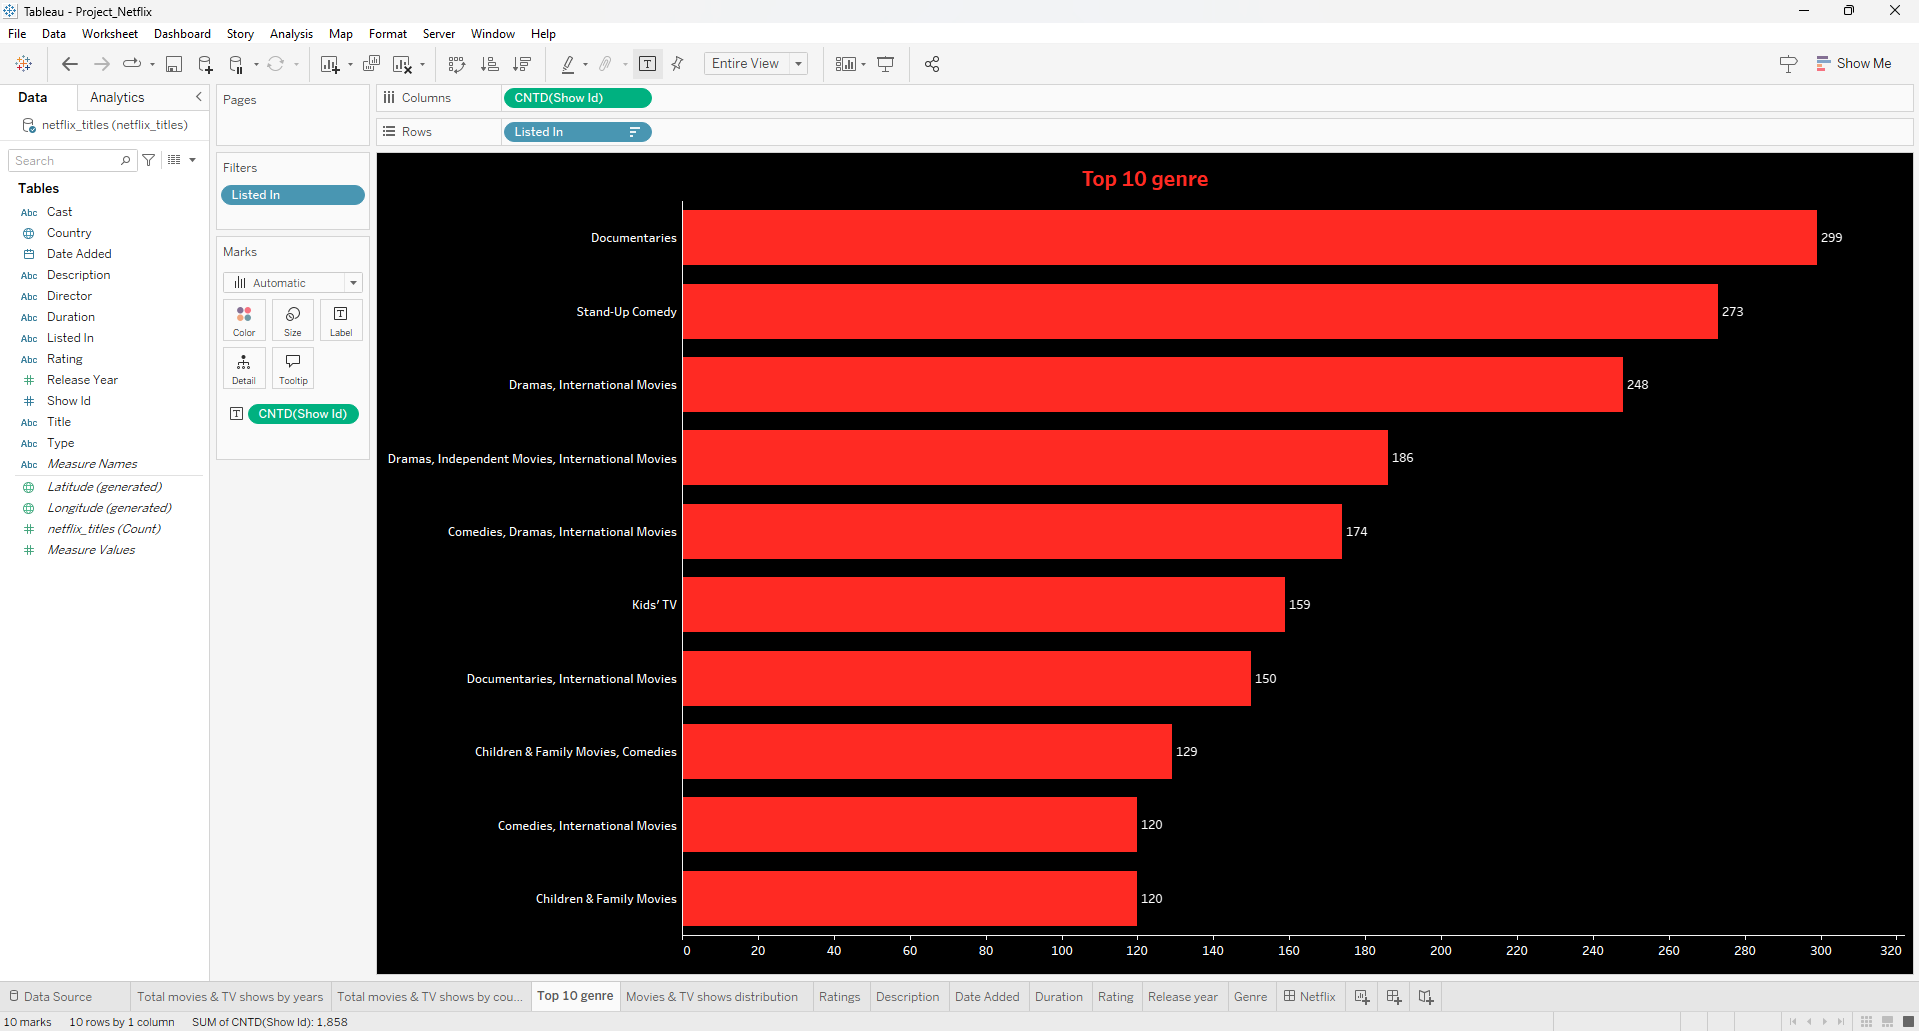 Tableau - Project_Netflix
File Data Worksheet Dashboard Story Analysis Map Format Server Window Help
Entire View
Show Me
Data Analytics
netflix_titles (netflix_titles)
Search
Tables
Abc Cast
Country
Date Added
Abc Description
Abc Director
Abc Duration
Abc Listed In
Abc Rating
# Release Year
# Show Id
Abc Title
Abc Type
Abc Measure Names
Latitude (generated)
Longitude (generated)
# netflix_titles (Count)
# Measure Values
Pages
Filters
Listed In
Marks
Automatic
Color Size Label
Detail Tooltip
CNTD(Show Id)
Columns CNTD(Show Id)
Rows Listed In
Top 10 genre
Documentaries 299
Stand-Up Comedy 273
Dramas, International Movies 248
Dramas, Independent Movies, International Movies 186
Comedies, Dramas, International Movies 174
Kids' TV 159
Documentaries, International Movies 150
Children & Family Movies, Comedies 129
Comedies, International Movies 120
Children & Family Movies 120
0 20 40 60 80 100 120 140 160 180 200 220 240 260 280 300 320
Data Source Total movies & TV shows by years Total movies & TV shows by cou... Top 10 genre Movies & TV shows distribution Ratings Description Date Added Duration Rating Release year Genre Netflix
10 marks 10 rows by 1 column SUM of CNTD(Show Id): 1,858